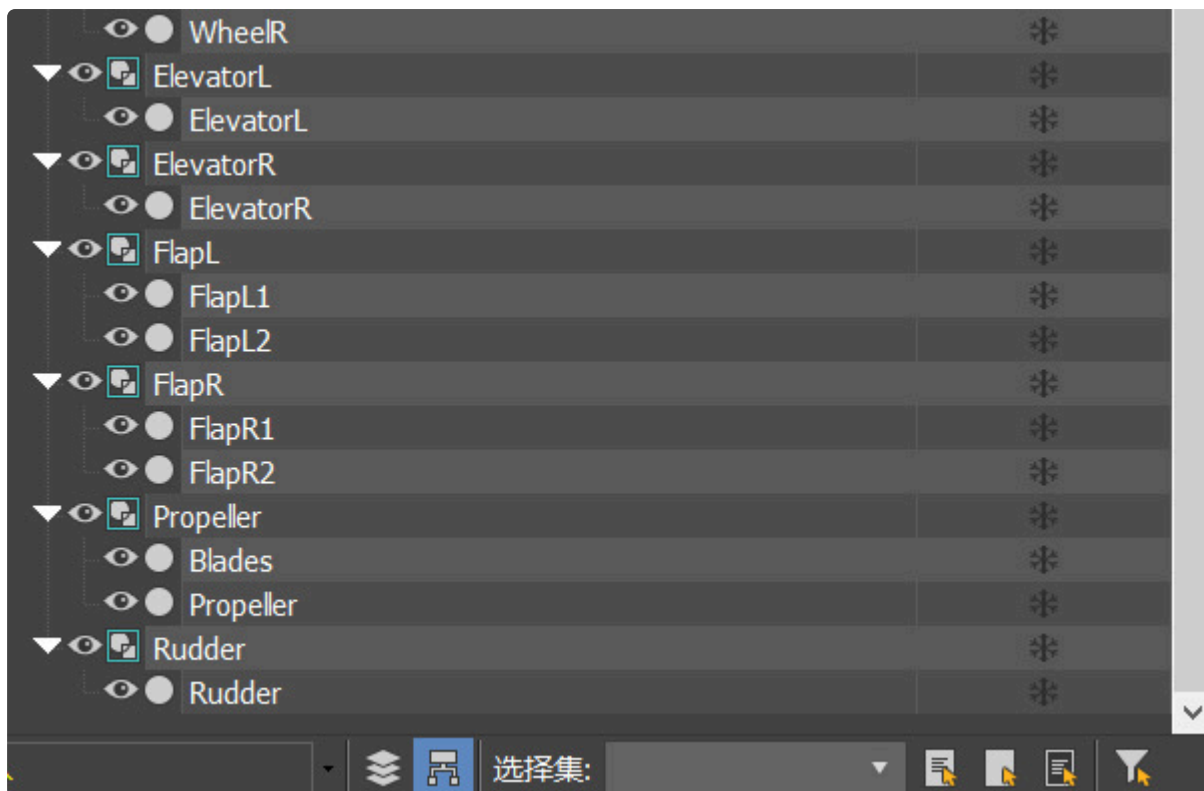 WheelR
ElevatorL
ElevatorL
ElevatorR
ElevatorR
FlapL
FlapL1
FlapL2
FlapR
FlapR1
FlapR2
Propeller
Blades
Propeller
Rudder
Rudder
选择集: